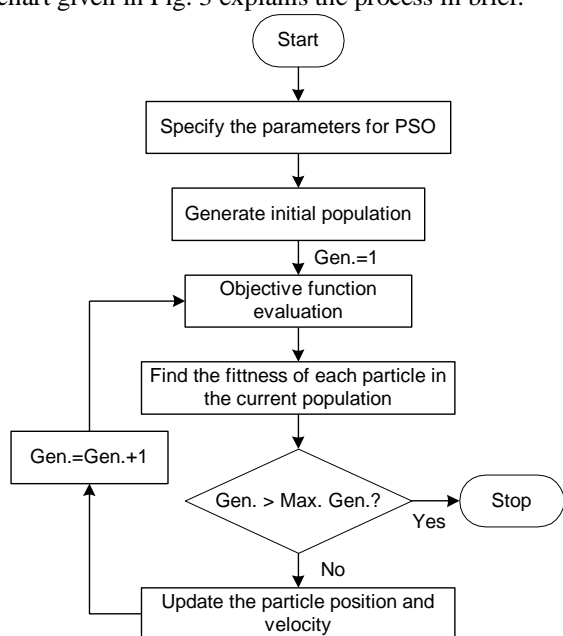 chart given in Fig. 3 explains the process in brief.
Start
Specify the parameters for PSO
Generate initial population
Gen.=1
Objective function
evaluation
Find the fittness of each particle in
the current population
Gen.=Gen.+1
Gen. > Max. Gen.?
Stop
Yes
No
Update the particle position and
velocity